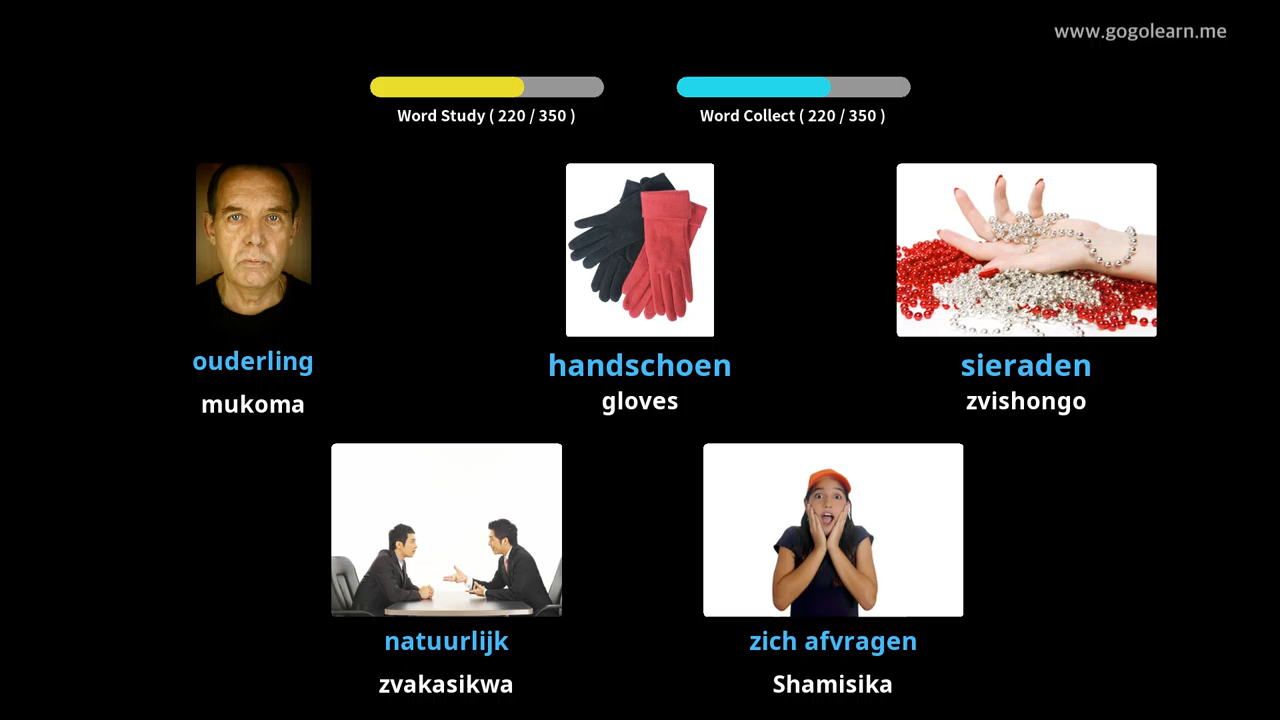 www.gogolearn.me
Word Study ( 220 / 350 )
Word Collect ( 220 / 350 )
ouderling
mukoma
handschoen
gloves
sieraden
zvishongo
natuurlijk
zvakasikwa
zich afvragen
Shamisika